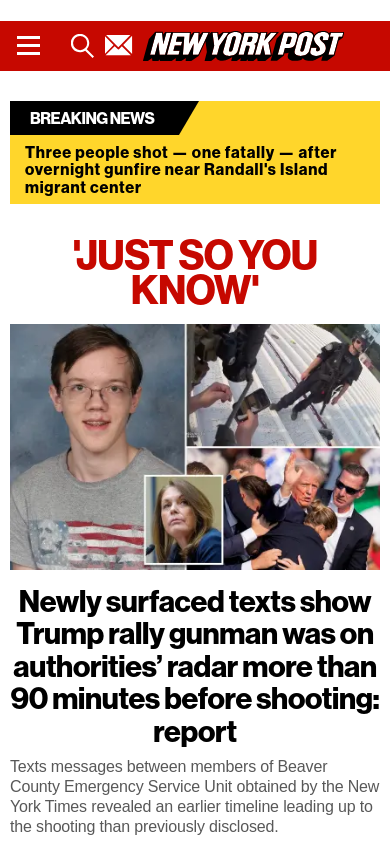 NEW YORK POST
BREAKING NEWS
Three people shot — one fatally — after
overnight gunfire near Randall's Island
migrant center
'JUST SO YOU
KNOW'
Newly surfaced texts show
Trump rally gunman was on
authorities’ radar more than
90 minutes before shooting:
report
Texts messages between members of Beaver
County Emergency Service Unit obtained by the New
York Times revealed an earlier timeline leading up to
the shooting than previously disclosed.